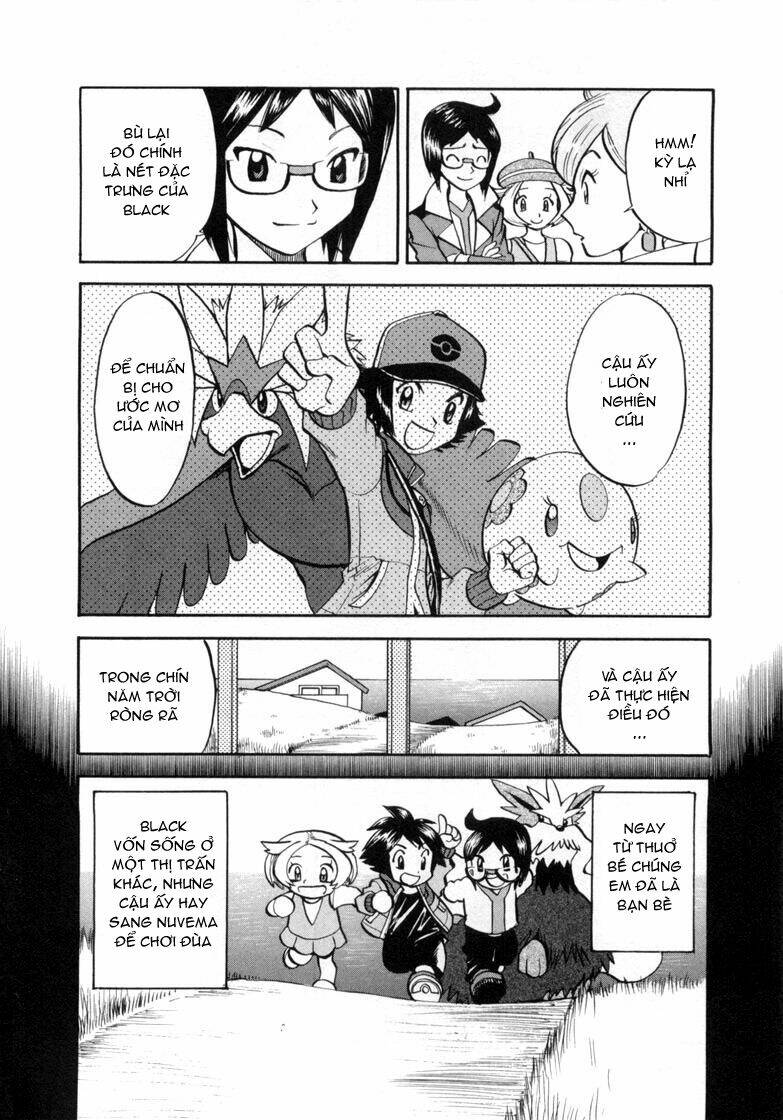 HMM!
KỲ LẠ
NHỈ
BÙ LẠI
ĐÓ CHÍNH
LÀ NÉT ĐẶC
TRƯNG CỦA
BLACK
CẬU ẤY
LUÔN
NGHIÊN
CỨU
...
ĐỂ CHUẨN
BỊ CHO
ƯỚC MƠ
CỦA MÌNH
VÀ CẬU ẤY
ĐÃ THỰC HIỆN
ĐIỀU ĐÓ
...
TRONG CHÍN
NĂM TRỜI
RÒNG RÃ
NGAY
TỪ THUỞ
BÉ CHÚNG
EM ĐÃ LÀ
BẠN BÈ
BLACK
VỐN SỐNG Ở
MỘT THỊ TRẤN
KHÁC, NHƯNG
CẬU ẤY HAY
SANG NUVEMA
ĐỂ CHƠI ĐÙA